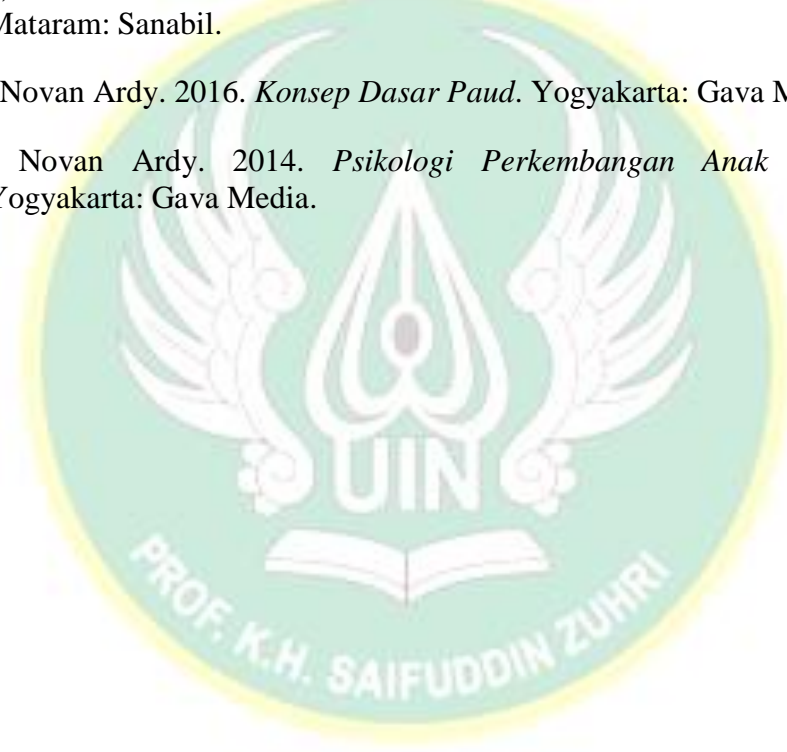 Mataram: Sanabil.
Novan Ardy. 2016. Konsep Dasar Paud. Yogyakarta: Gava
Novan Ardy. 2014. Psikologi Perkembangan Anak
Yogyakarta: Gava Media.
UIN
PROF. K.H. SAIFUDDIN ZUHRI